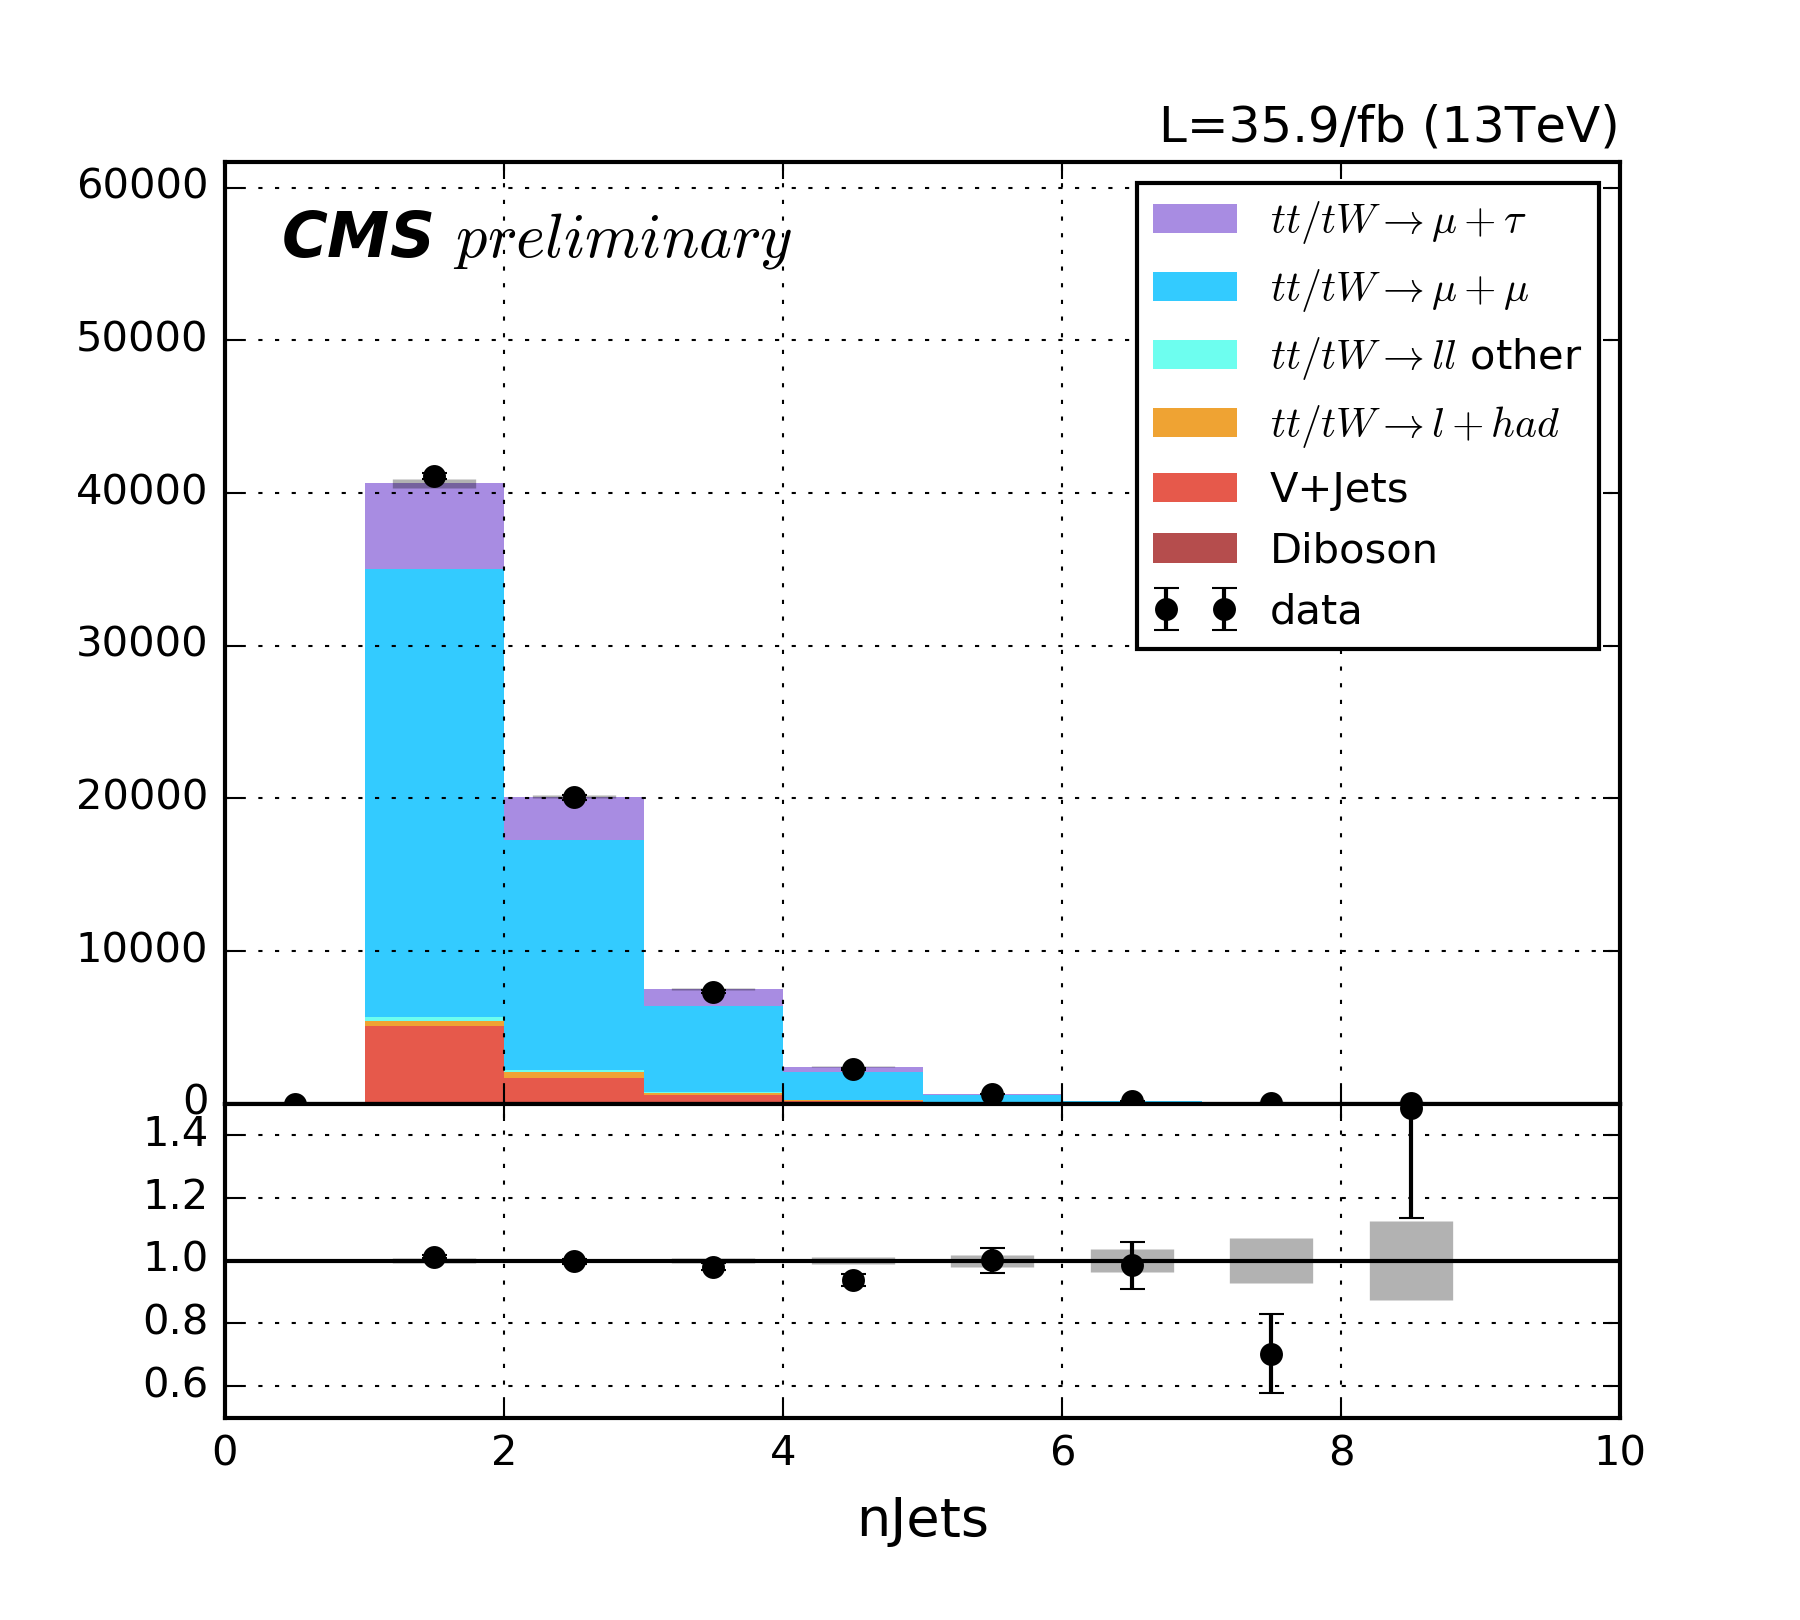 L=35.9/fb (13TeV)
60000
CMS preliminary
50000
40000
30000
20000
10000
0
tt/tW → μ + τ
tt/tW → μ + μ
tt/tW → ll other
tt/tW → l + had
V+Jets
Diboson
data
1.4
1.2
1.0
0.8
0.6
0 2 4 6 8 10
nJets